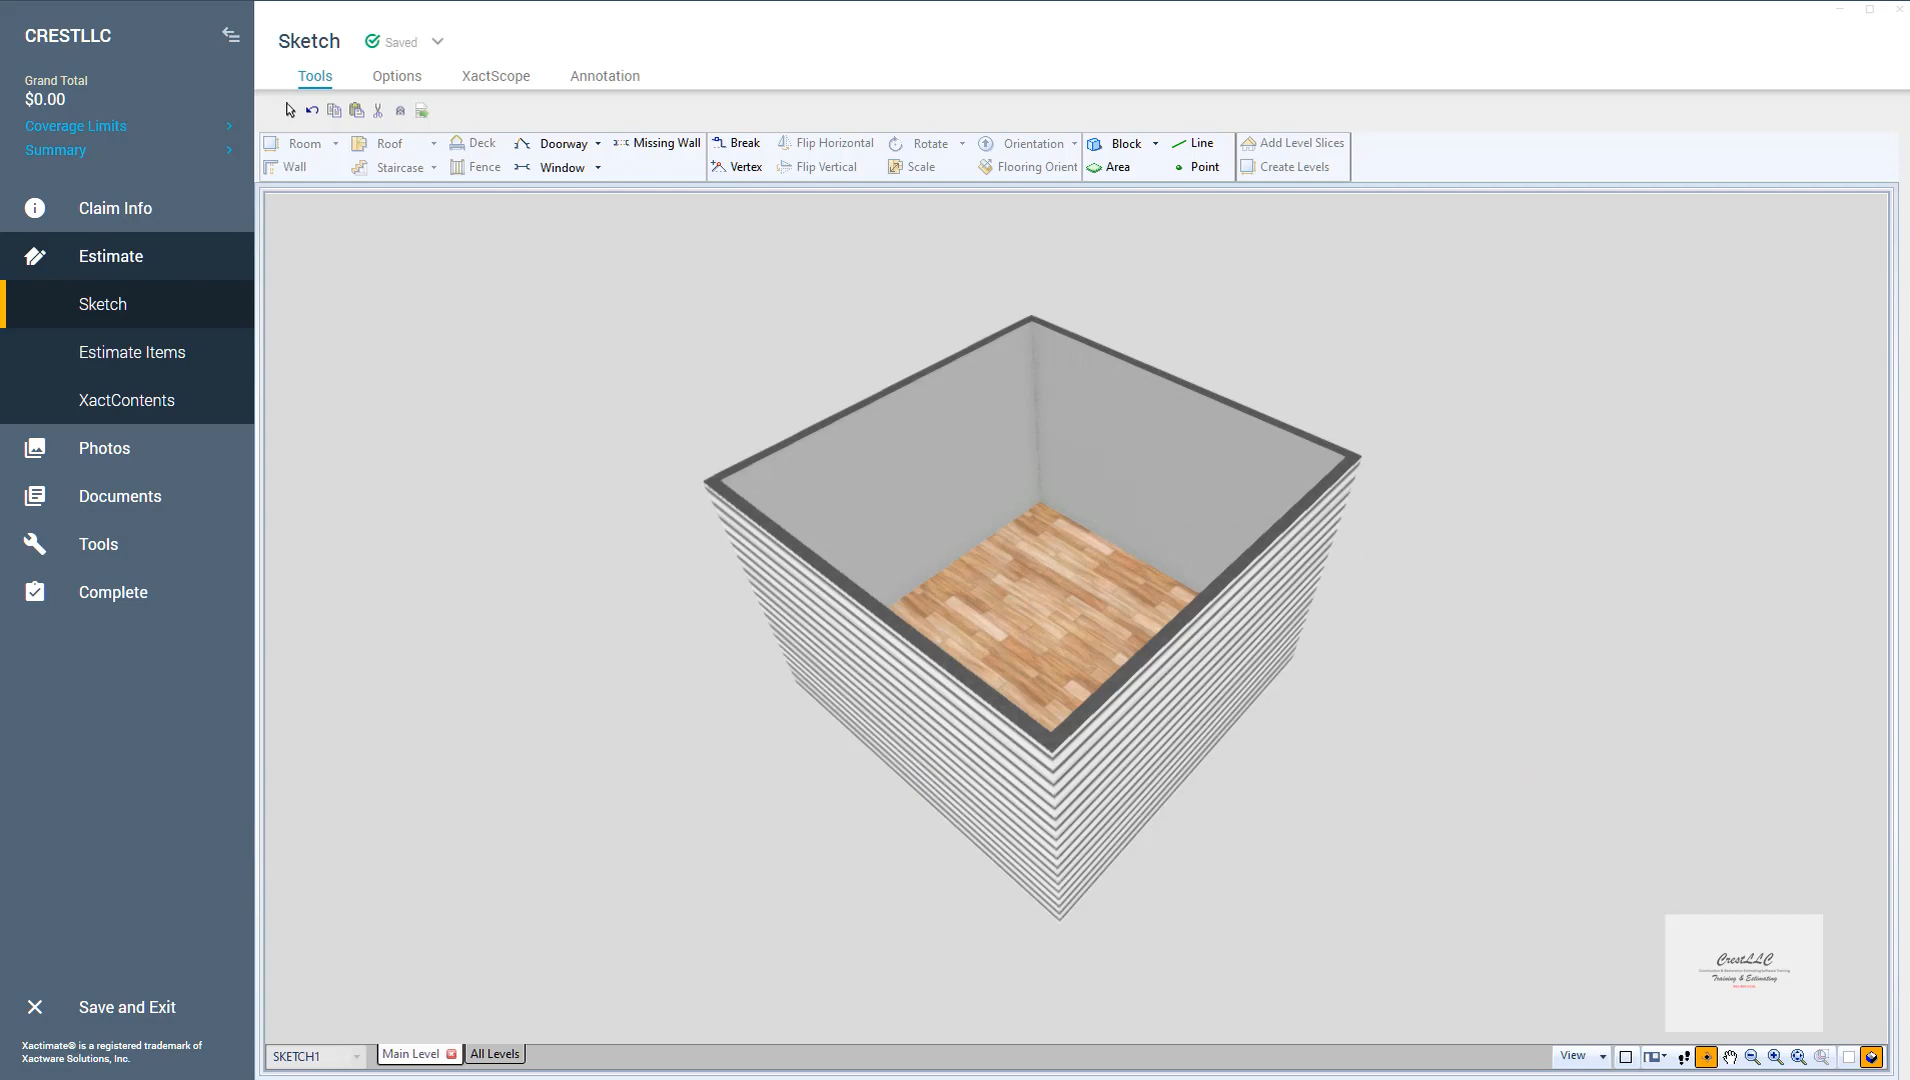 CRESTLLC
Grand Total
$0.00
Coverage Limits
Summary
Claim Info
Estimate
Sketch
Estimate Items
XactContents
Photos
Documents
Tools
Complete
Save and Exit
Xactimate® is a registered trademark of
Xactware Solutions, Inc.
Sketch Saved
Tools Options XactScope Annotation
Room Roof Deck Doorway Missing Wall Break Flip Horizontal Rotate Orientation Block Line Add Level Slices
Wall Staircase Fence Window Vertex Flip Vertical Scale Flooring Orient Area Point Create Levels
CrestLLC
Training & Estimating
SKETCH1 Main Level All Levels View